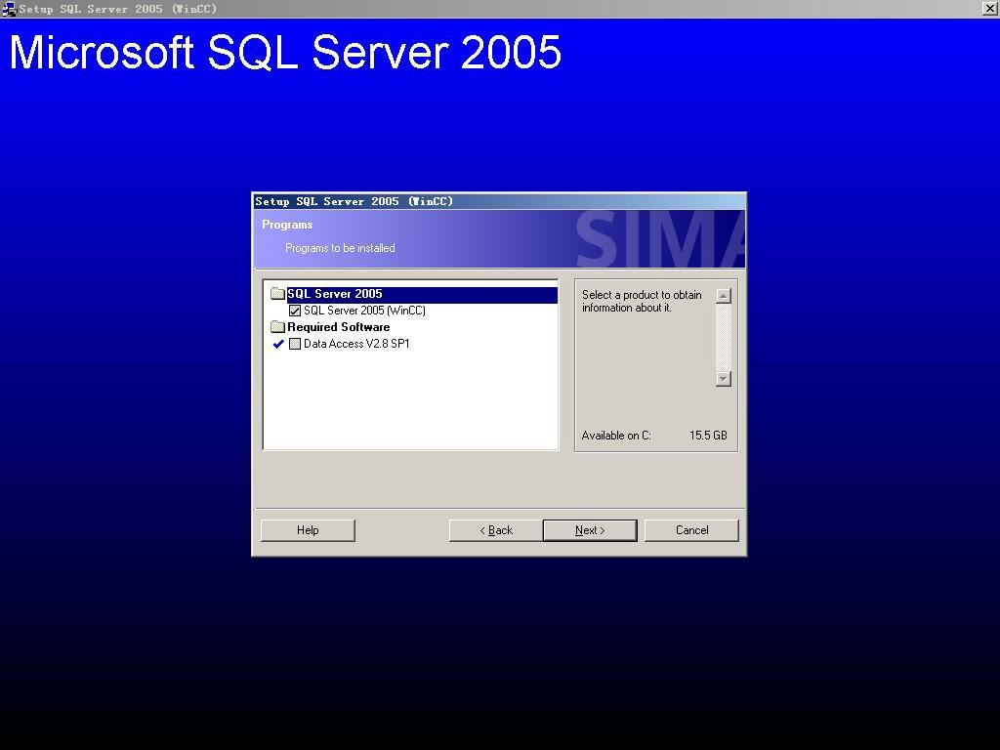 Setup SQL Server 2005 (WinCC)
Microsoft SQL Server 2005
Setup SQL Server 2005 (WinCC)
Programs
Programs to be installed
SIMA
SQL Server 2005
SQL Server 2005 (WinCC)
Required Software
Data Access V2.8 SP1
Select a product to obtain
information about it.
Available on C: 15.5 GB
Help
< Back
Next >
Cancel